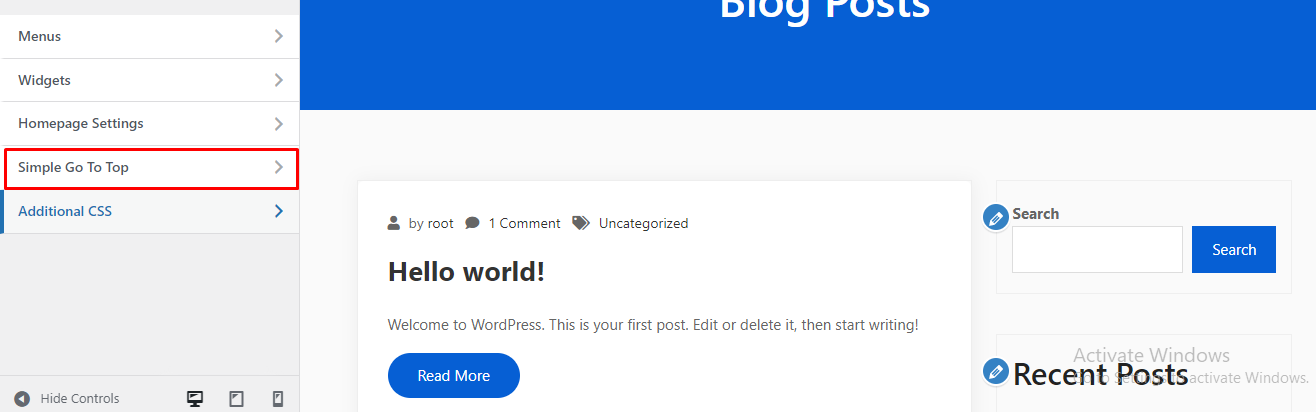 Menus
Widgets
Homepage Settings
Simple Go To Top
Additional CSS
Hide Controls
Blog Posts
by root 1 Comment Uncategorized
Hello world!
Welcome to WordPress. This is your first post. Edit or delete it, then start writing!
Read More
Search
Search
Recent Posts
Activate Windows
Go to Settings to activate Windows.